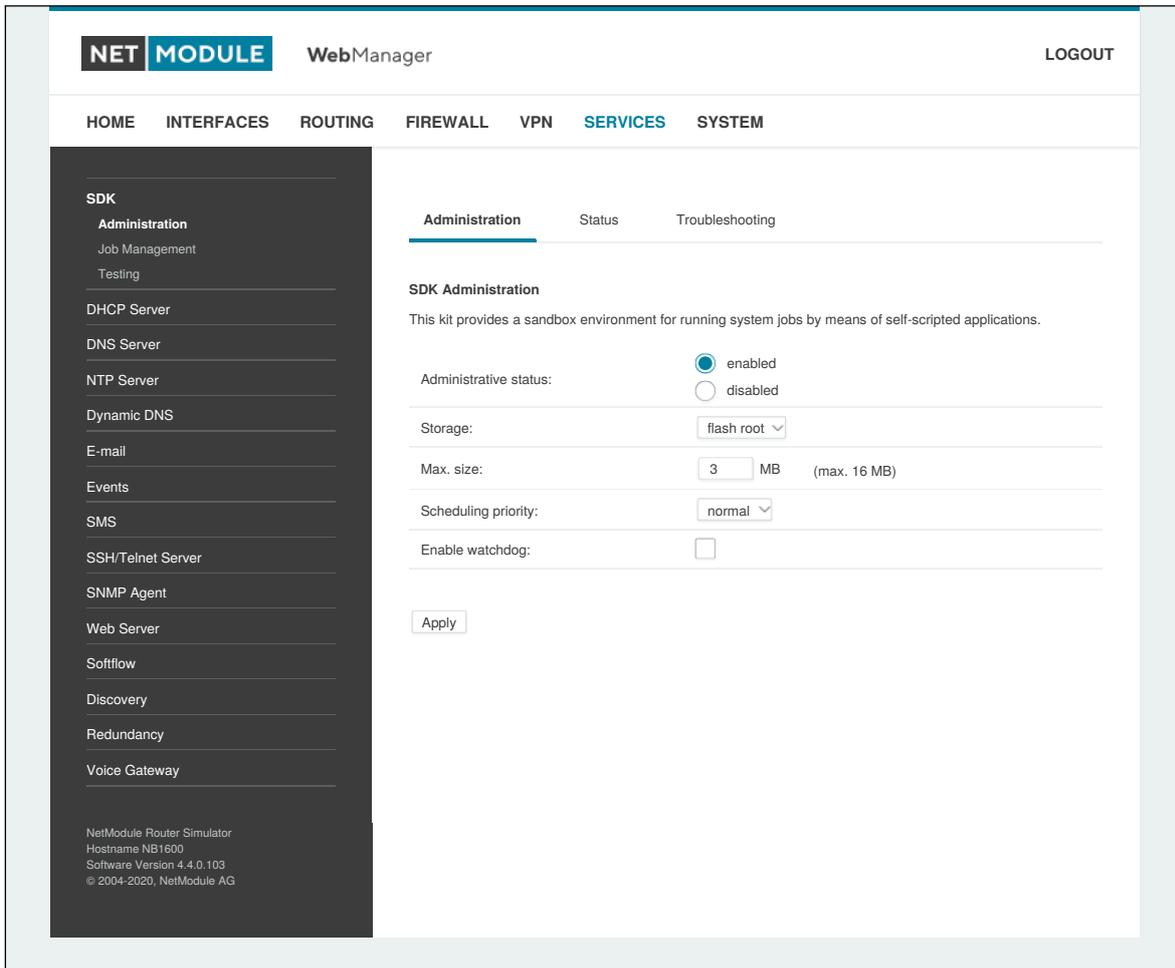 NET MODULE WebManager LOGOUT
HOME INTERFACES ROUTING FIREWALL VPN SERVICES SYSTEM
SDK
Administration
Job Management
Testing
DHCP Server
DNS Server
NTP Server
Dynamic DNS
E-mail
Events
SMS
SSH/Telnet Server
SNMP Agent
Web Server
Softflow
Discovery
Redundancy
Voice Gateway
NetModule Router Simulator
Hostname NB1600
Software Version 4.4.0.103
© 2004-2020, NetModule AG
Administration Status Troubleshooting
SDK Administration
This kit provides a sandbox environment for running system jobs by means of self-scripted applications.
Administrative status: enabled
disabled
Storage: flash root
Max. size: 3 MB (max. 16 MB)
Scheduling priority: normal
Enable watchdog:
Apply